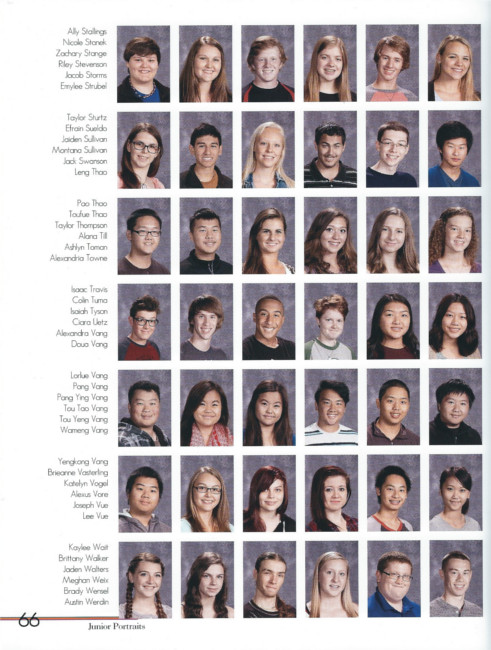 Ally Stallings
Nicole Stanek
Zachary Stange
Riley Stevenson
Jacob Storms
Emylee Strubel
Taylor Sturtz
Efrain Sueldo
Jaiden Sullivan
Montana Sullivan
Jack Swanson
Leng Thao
Pao Thao
Toufue Thao
Taylor Thompson
Alana Till
Ashlyn Toman
Alexandria Towne
Isaac Travis
Colin Tuma
Isaiah Tyson
Ciara Uetz
Alexandra Vang
Doua Vang
Lorlue Vang
Pang Vang
Pang Ying Vang
Tou Tao Vang
Tou Yeng Vang
Wameng Vang
Yengkong Vang
Brieanne Vasterling
Katelyn Vogel
Alexus Vore
Joseph Vue
Lee Vue
Kaylee Wait
Brittany Walker
Jaden Walters
Meghan Weix
Brady Wensel
Austin Werdin
66
Junior Portraits